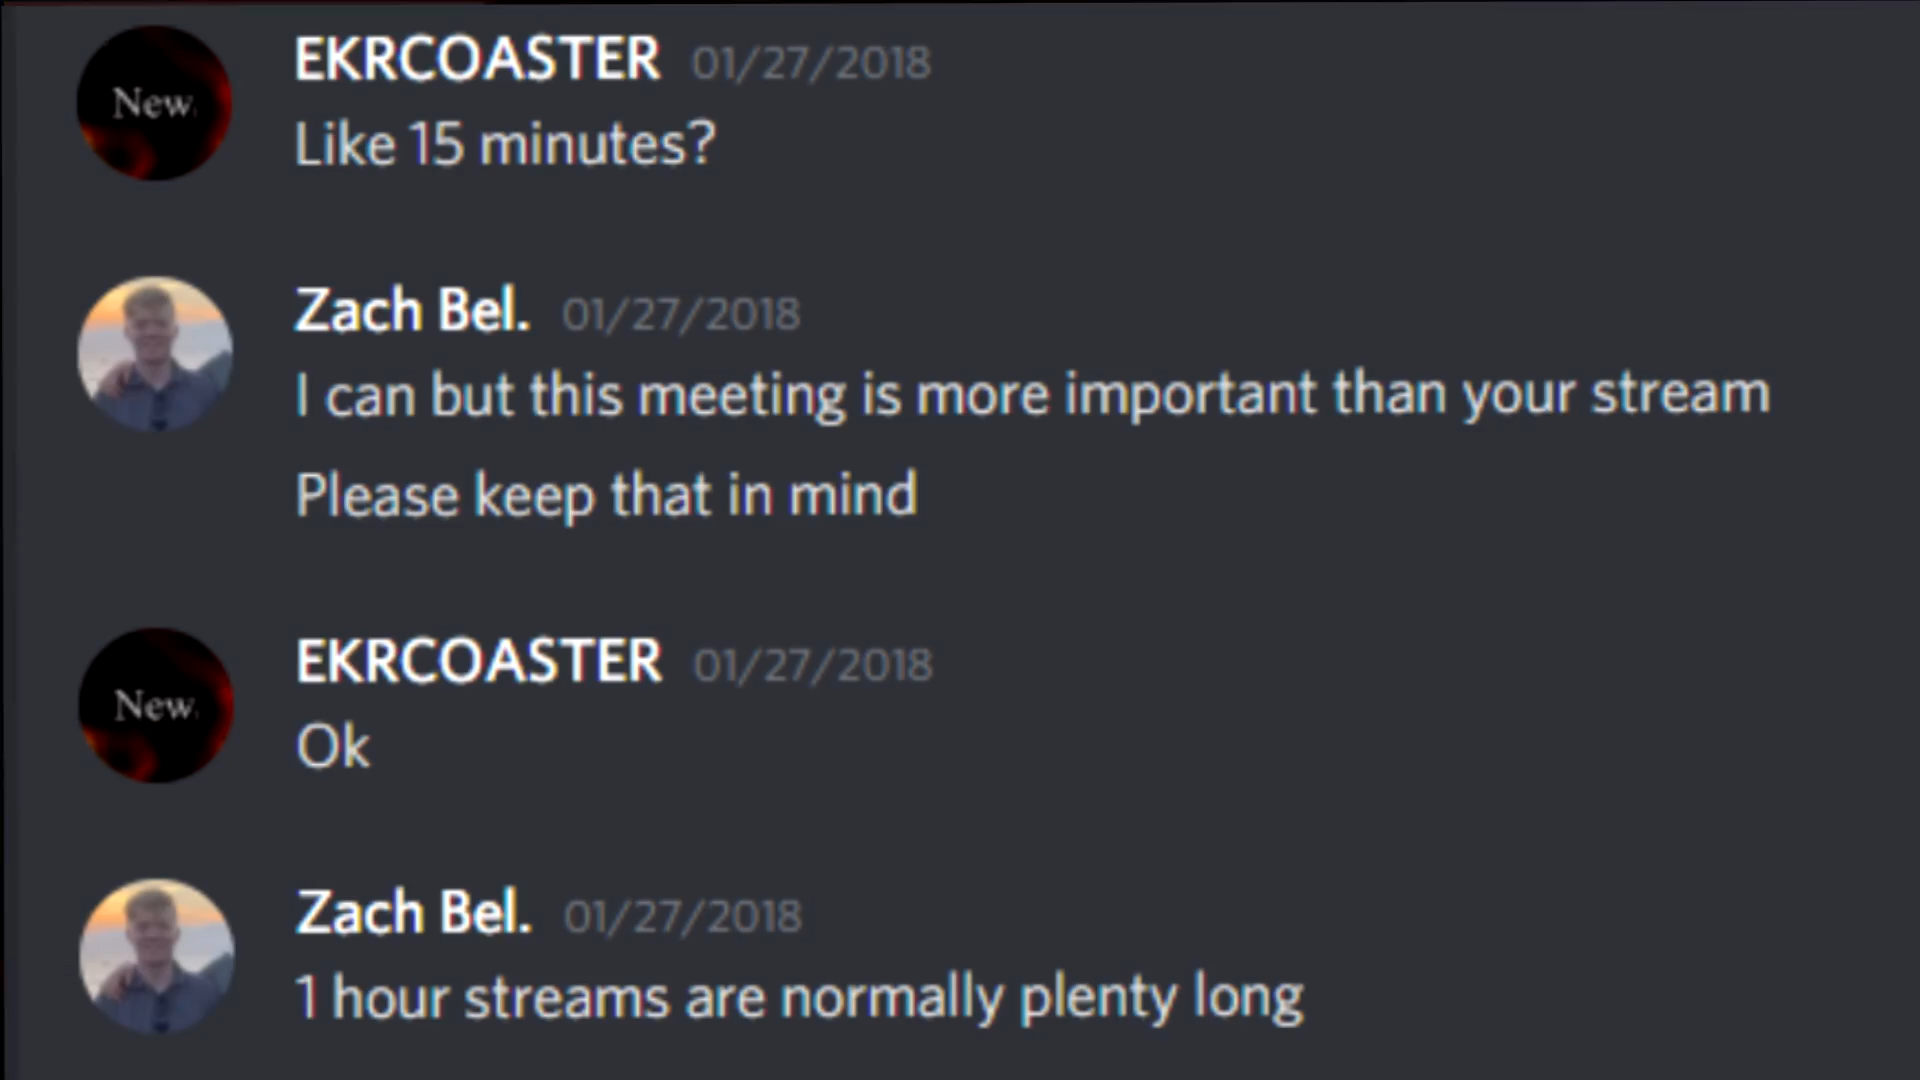 EKRCOASTER 01/27/2018
New
Like 15 minutes?
Zach Bel. 01/27/2018
I can but this meeting is more important than your stream
Please keep that in mind
EKRCOASTER 01/27/2018
New
Ok
Zach Bel. 01/27/2018
1 hour streams are normally plenty long